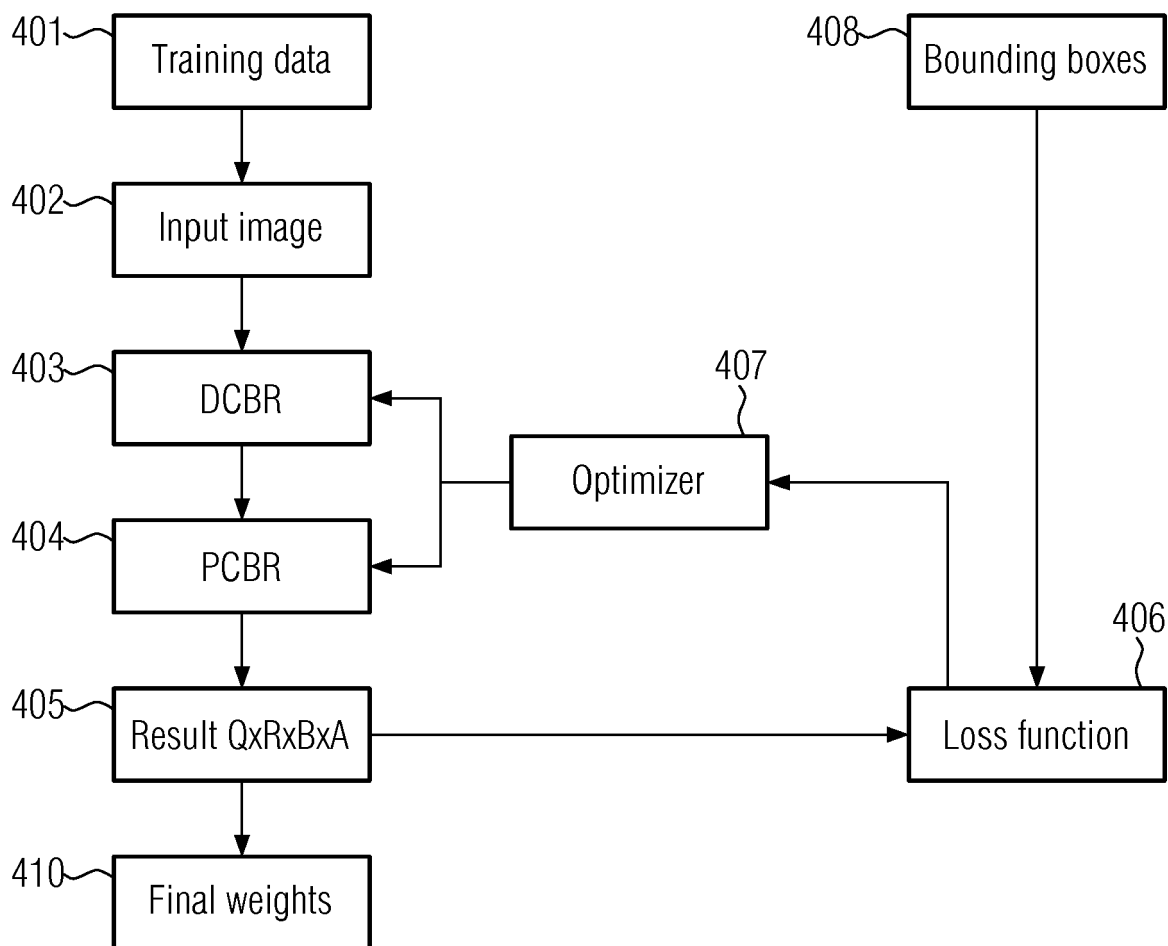 401
Training data
408
Bounding boxes
402
Input image
403
DCBR
407
Optimizer
404
PCBR
406
405
Result QxRxBxA
Loss function
410
Final weights